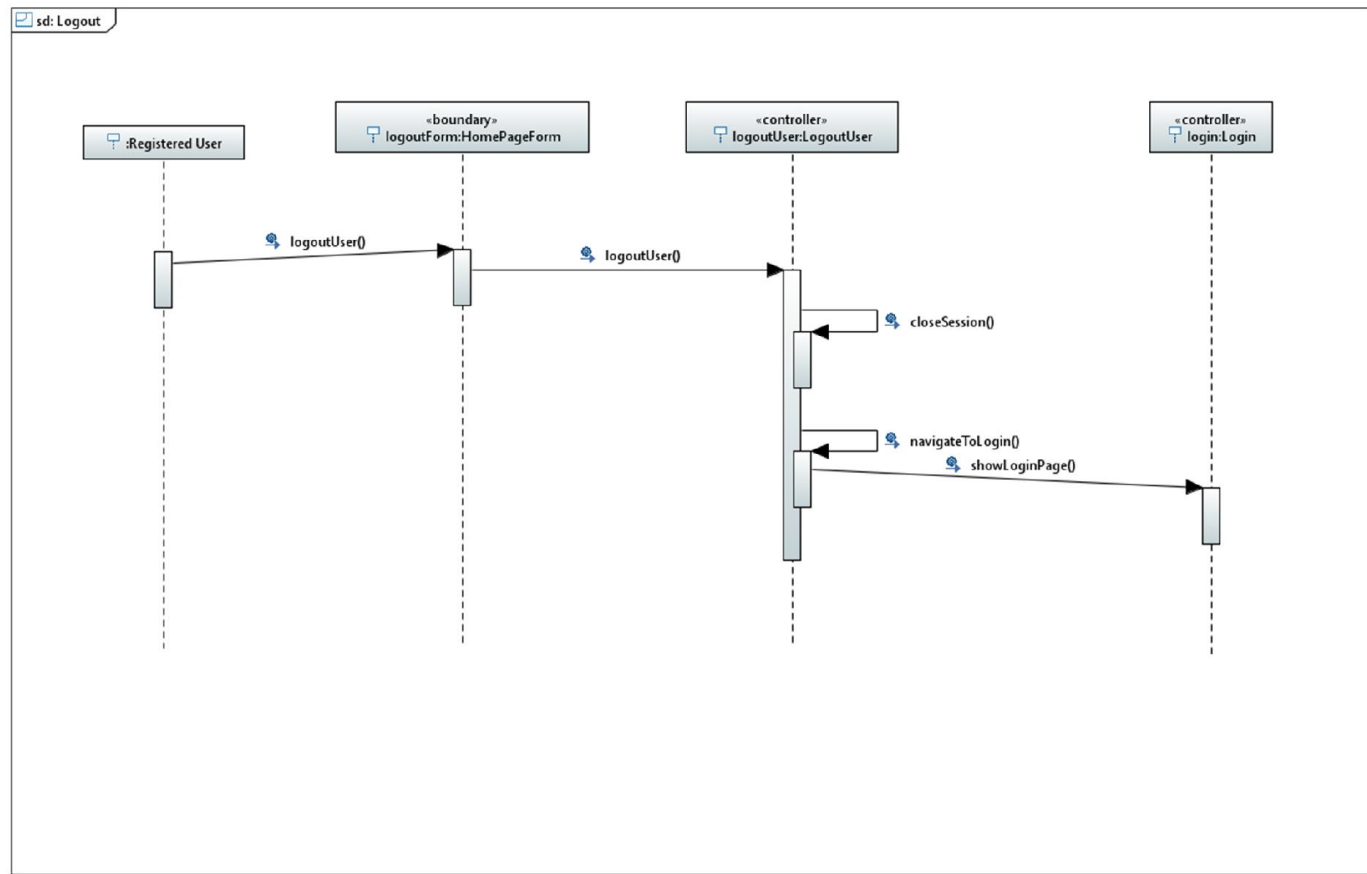 sd: Logout
:Registered User
«boundary»
logoutForm:HomePageForm
«controller»
logoutUser:LogoutUser
«controller»
login:Login
logoutUser()
logoutUser()
closeSession()
navigateToLogin()
showLoginPage()